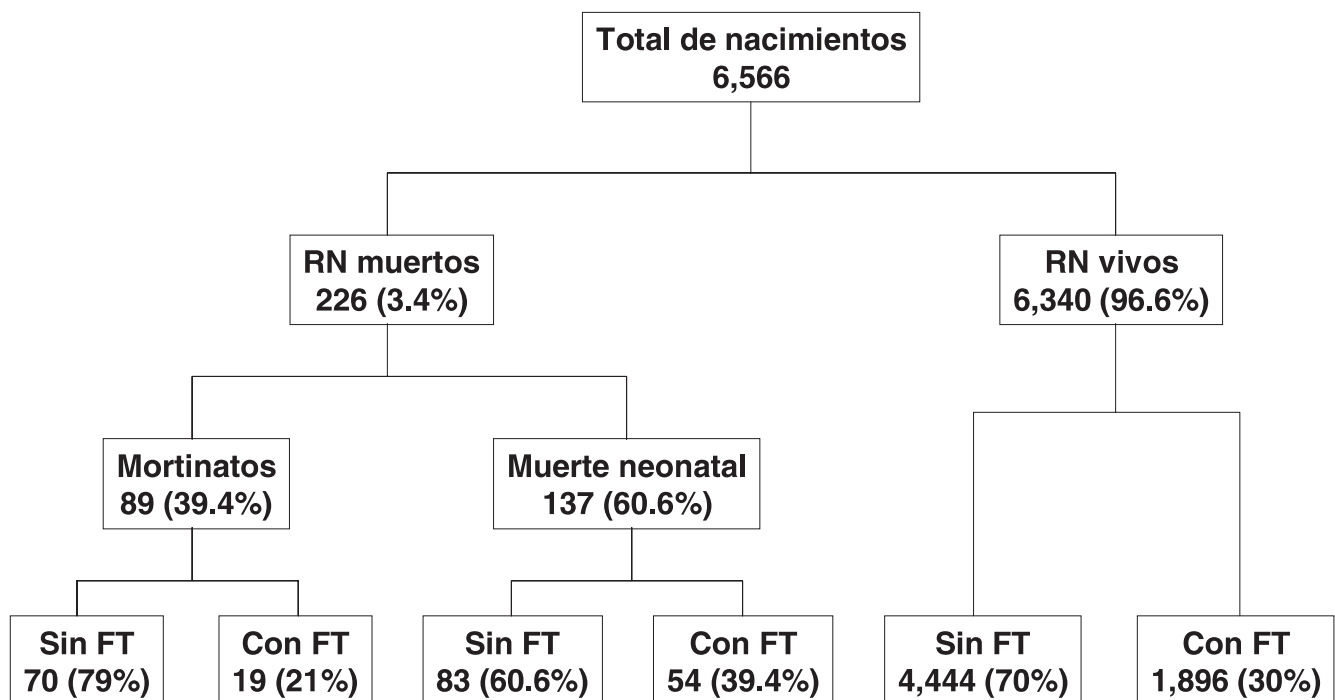 Total de nacimientos
6,566
RN muertos
226 (3.4%)
RN vivos
6,340 (96.6%)
Mortinatos
89 (39.4%)
Muerte neonatal
137 (60.6%)
Sin FT
70 (79%)
Con FT
19 (21%)
Sin FT
83 (60.6%)
Con FT
54 (39.4%)
Sin FT
4,444 (70%)
Con FT
1,896 (30%)